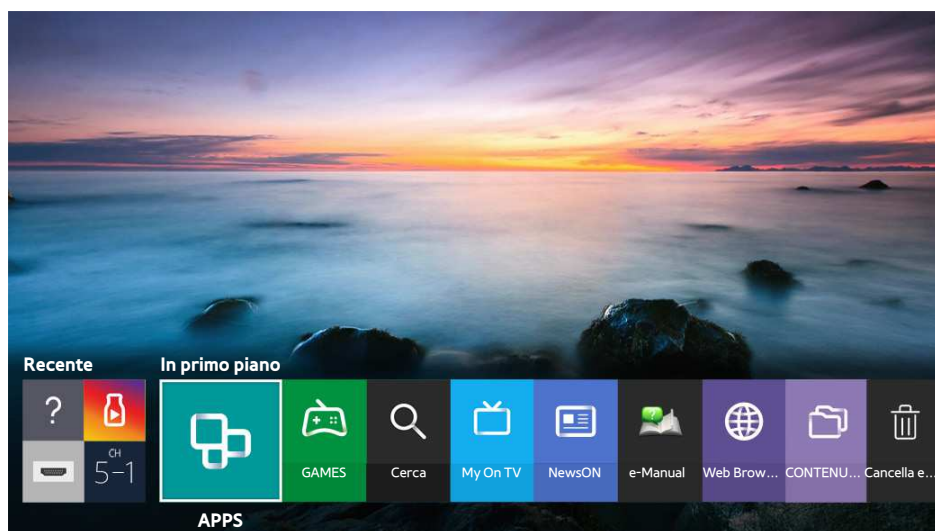 Recente
In primo piano
?
CH
5-1
GAMES
Cerca
My On TV
NewsON
e-Manual
Web Brow...
CONTENU...
Cancella e...
APPS